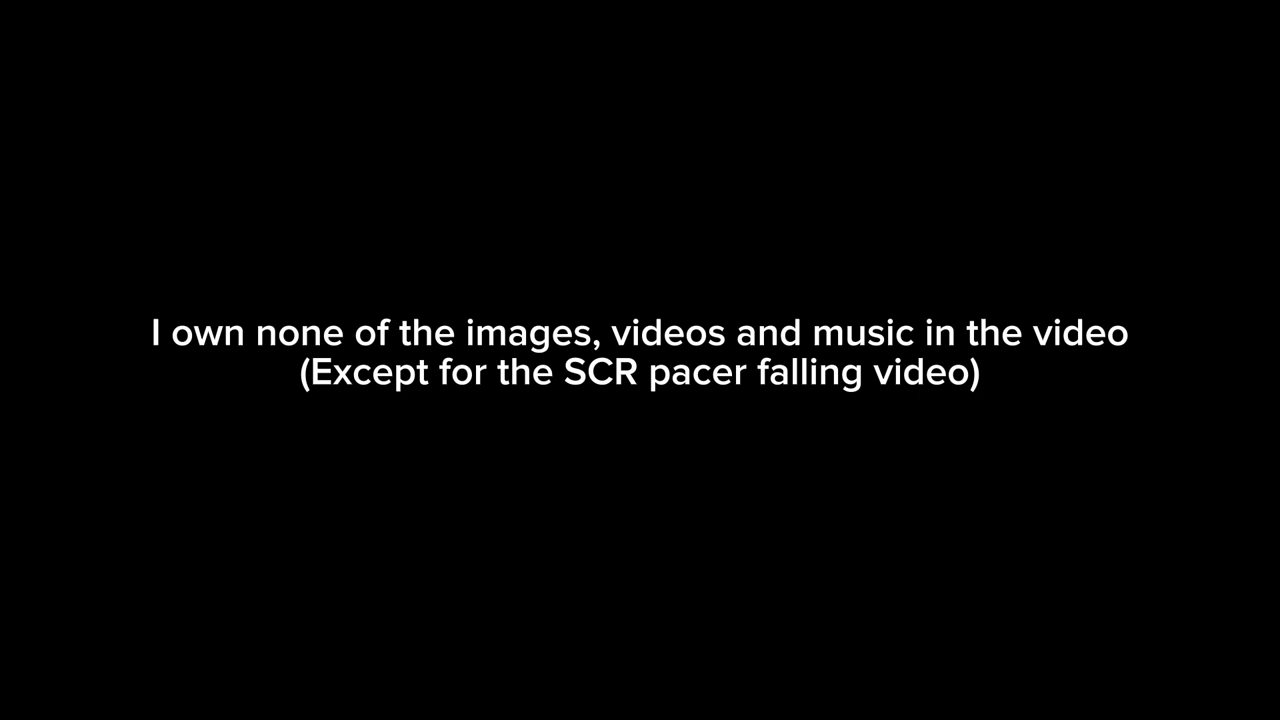 I own none of the images, videos and music in the video
(Except for the SCR pacer falling video)